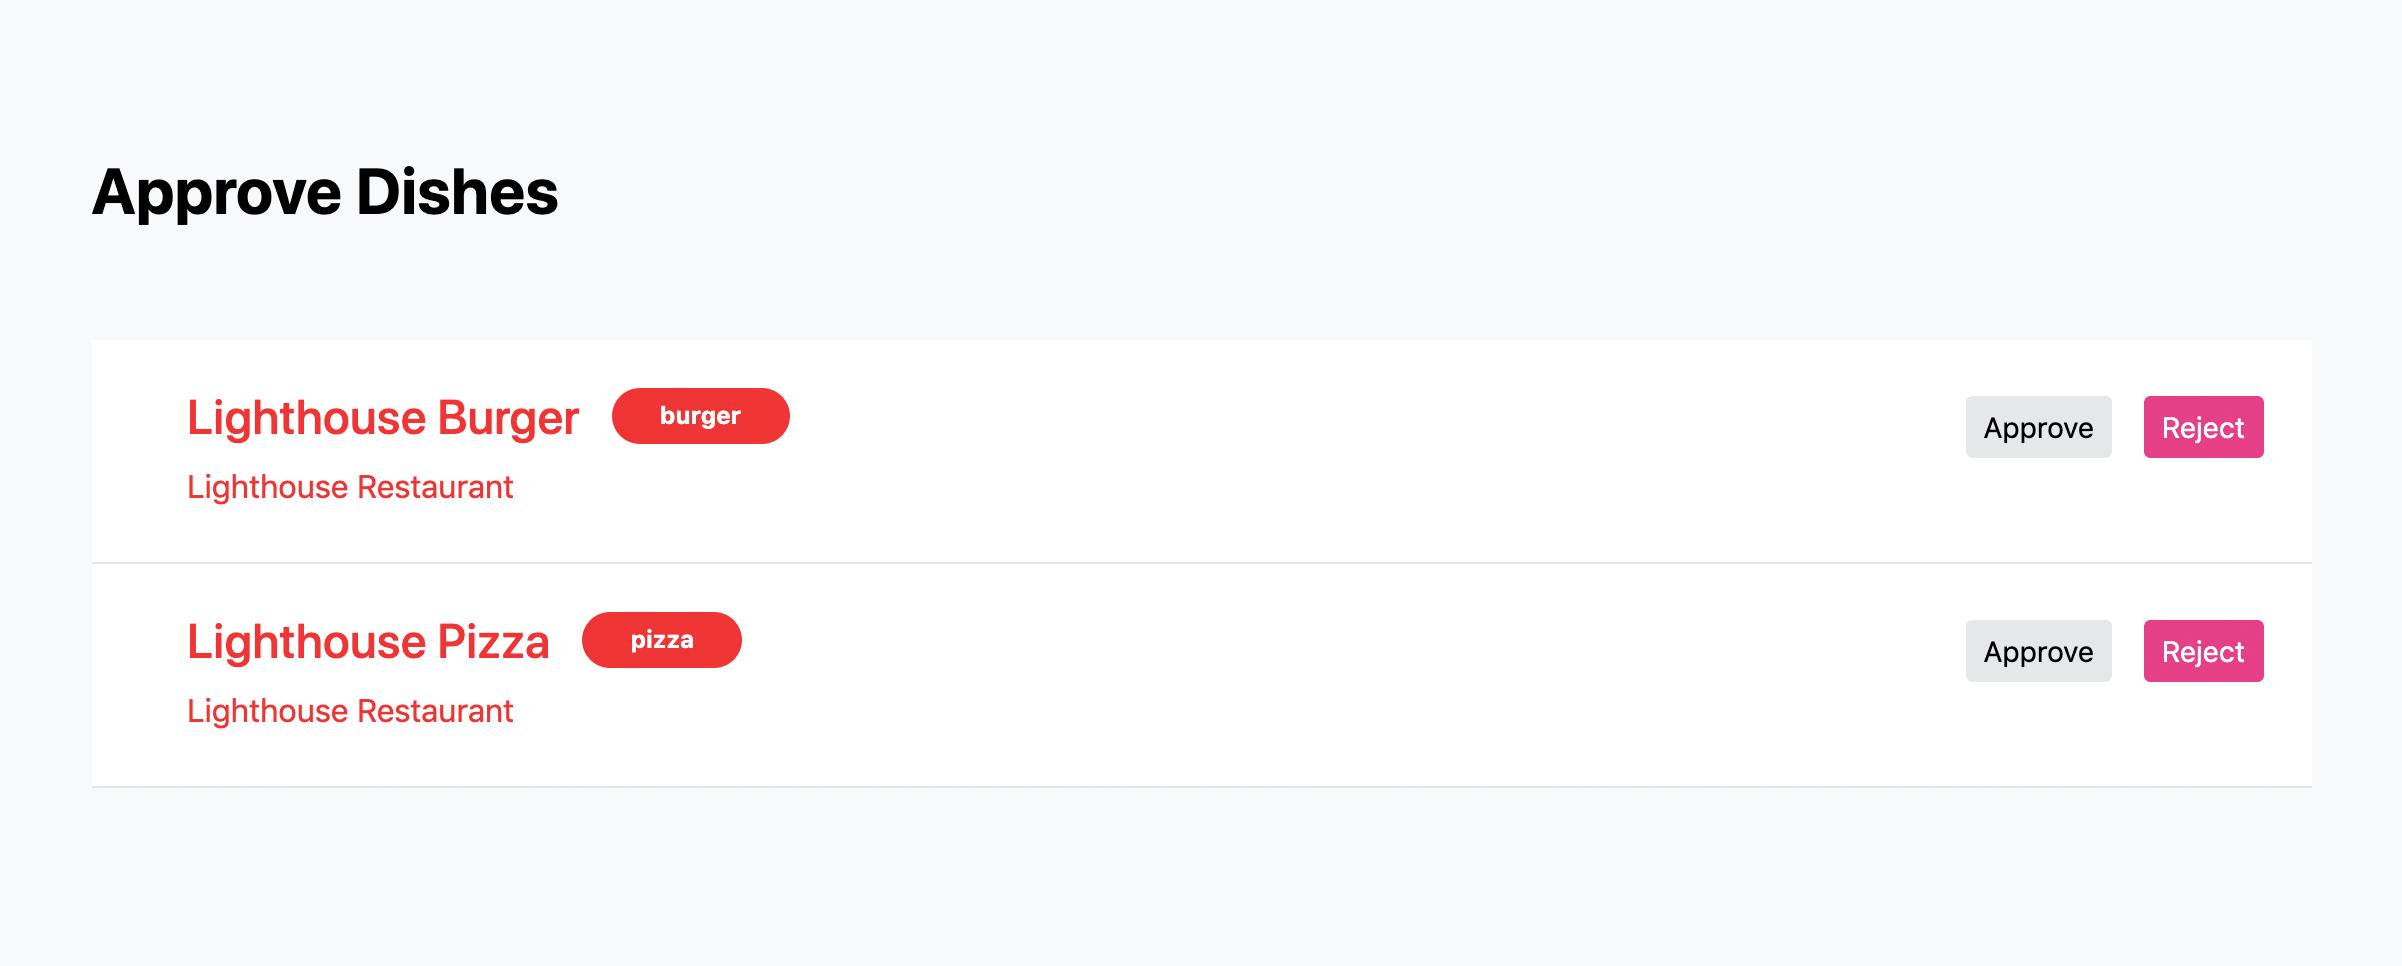 Approve Dishes
Lighthouse Burger burger Approve Reject
Lighthouse Restaurant
Lighthouse Pizza pizza Approve Reject
Lighthouse Restaurant